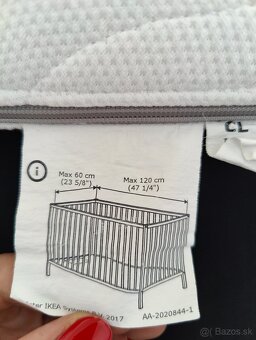 CL
Max 60 cm
(23 5/8")
Max 120 cm
(47 1/4")
i
IKEA Systems B.V. 2017
AA-2020844-1
Bazos.sk